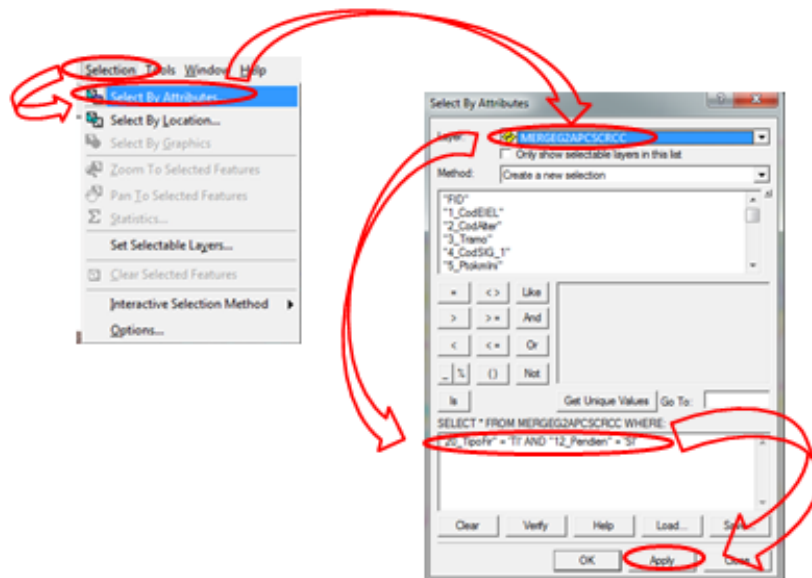 Selection Tools Window Help
Select By Attributes...
Select By Location...
Select By Graphics
Zoom To Selected Features
Pan To Selected Features
Σ Statistics...
Set Selectable Layers...
Clear Selected Features
Interactive Selection Method
Options...
Select By Attributes
Layer: MERGEG2APCSCRCC
Only show selectable layers in this list
Method: Create a new selection
"FID"
"1_CodEIEL"
"2_CodAlter"
"3_Tramo"
"4_CodSIG_1"
"5_Ptokmini"
= < > Like
> > = And
< < = Or
_ % () Not
Is Get Unique Values Go To:
SELECT * FROM MERGEG2APCSCRCC WHERE:
"20_TipoFir" = 'TI' AND "12_Pendien" = 'SI'
Clear Verify Help Load... Save...
OK Apply Close